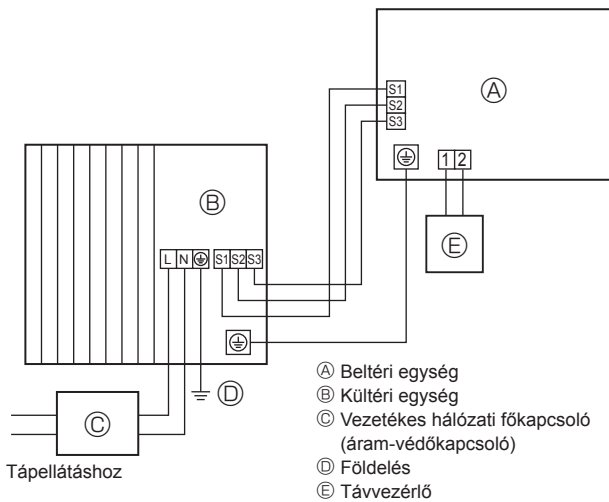 S1
S2
S3
Ⓐ
1 2
Ⓑ
Ⓔ
L N S1 S2 S3
Ⓓ
Ⓒ
Tápellátáshoz
Ⓐ Beltéri egység
Ⓑ Kültéri egység
Ⓒ Vezetékes hálózati főkapcsoló
(áram-védőkapcsoló)
Ⓓ Földelés
Ⓔ Távvezérlő